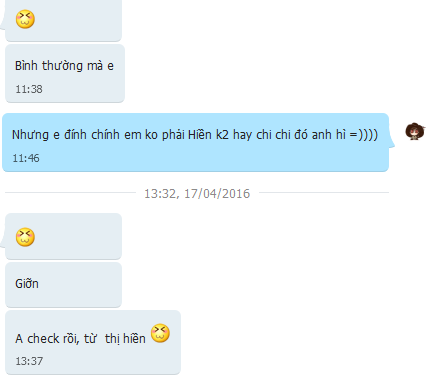 Bình thường mà e
11:38
Nhưng e đính chính em ko phải Hiền k2 hay chi chi đó anh hỉ =))))
11:46
13:32, 17/04/2016
Giỡn
A check rồi, từ thị hiền
13:37